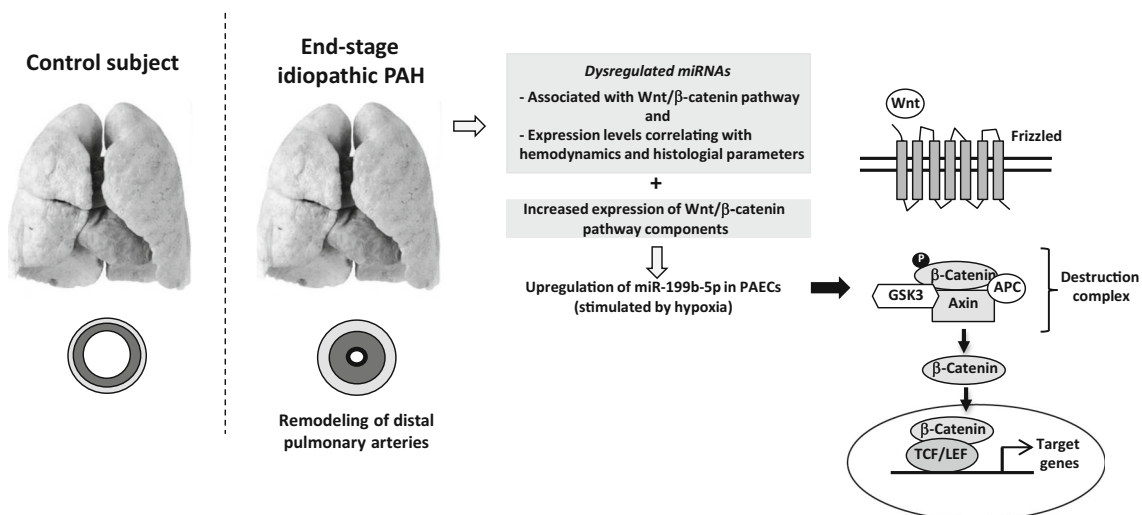 Control subject
End-stage
idiopathic PAH
Remodeling of distal
pulmonary arteries
Dysregulated miRNAs
- Associated with Wnt/β-catenin pathway
and
- Expression levels correlating with
hemodynamics and histologial parameters
+
Increased expression of Wnt/β-catenin
pathway components
Upregulation of miR-199b-5p in PAECs
(stimulated by hypoxia)
Wnt
Frizzled
P
β-Catenin
GSK3
Axin
APC
Destruction
complex
β-Catenin
β-Catenin
TCF/LEF
Target
genes